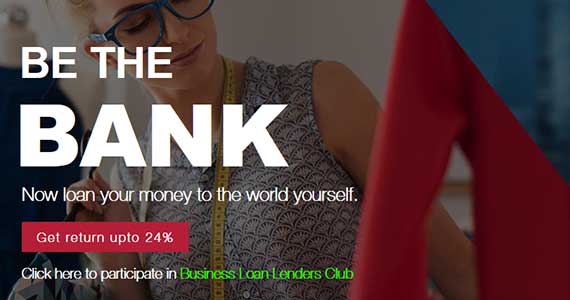 BE THE
BANK
Now loan your money to the world yourself.
Get return upto 24%
Click here to participate in Business Loan Lenders Club